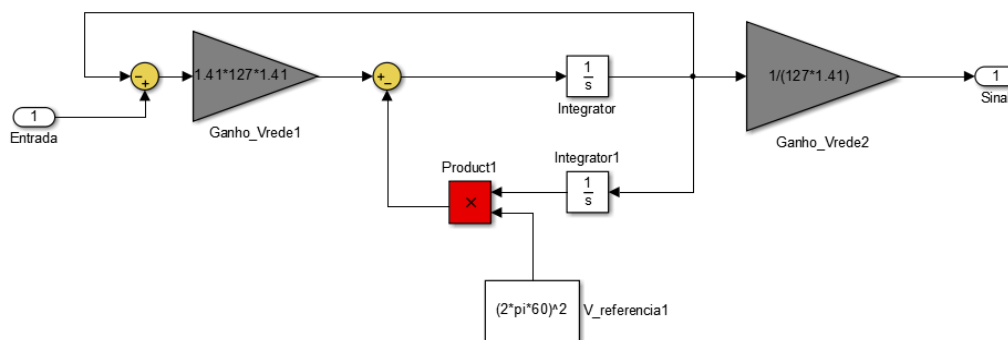 1.41*127*1.41
1
s
1/(127*1.41)
1
Entrada
Integrator
1
Ganho_Vrede1
Ganho_Vrede2
Product1
Integrator1
1
s
×
(2*pi*60)^2
V_referencia1